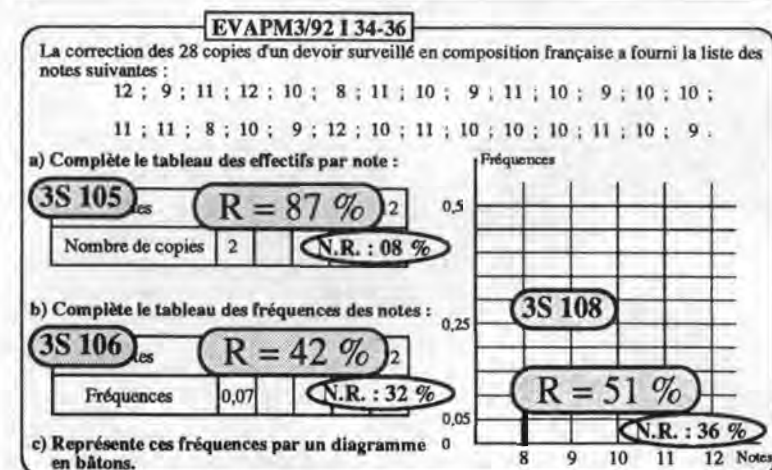 EVAPM3/92 I 34-36
La correction des 28 copies d'un devoir surveillé en composition française a fourni la liste des
notes suivantes :
12 ; 9 ; 11 ; 12 ; 10 ; 8 ; 11 ; 10 ; 9 ; 11 ; 10 ; 9 ; 10 ; 10 ;
11 ; 11 ; 8 ; 10 ; 9 ; 12 ; 10 ; 11 ; 10 ; 10 ; 10 ; 11 ; 10 ; 9 .
a) Complète le tableau des effectifs par note :
3S 105 R = 87 % 12
Nombre de copies 2 N.R. : 08 %
b) Complète le tableau des fréquences des notes :
3S 106 R = 42 %
Fréquences 0,07 N.R. : 32 %
c) Représente ces fréquences par un diagramme
en bâtons.
Fréquences
0,5
3S 108
0,25
R = 51 %
0,05
N.R. : 36 %
0
8 9 10 11 12 Notes